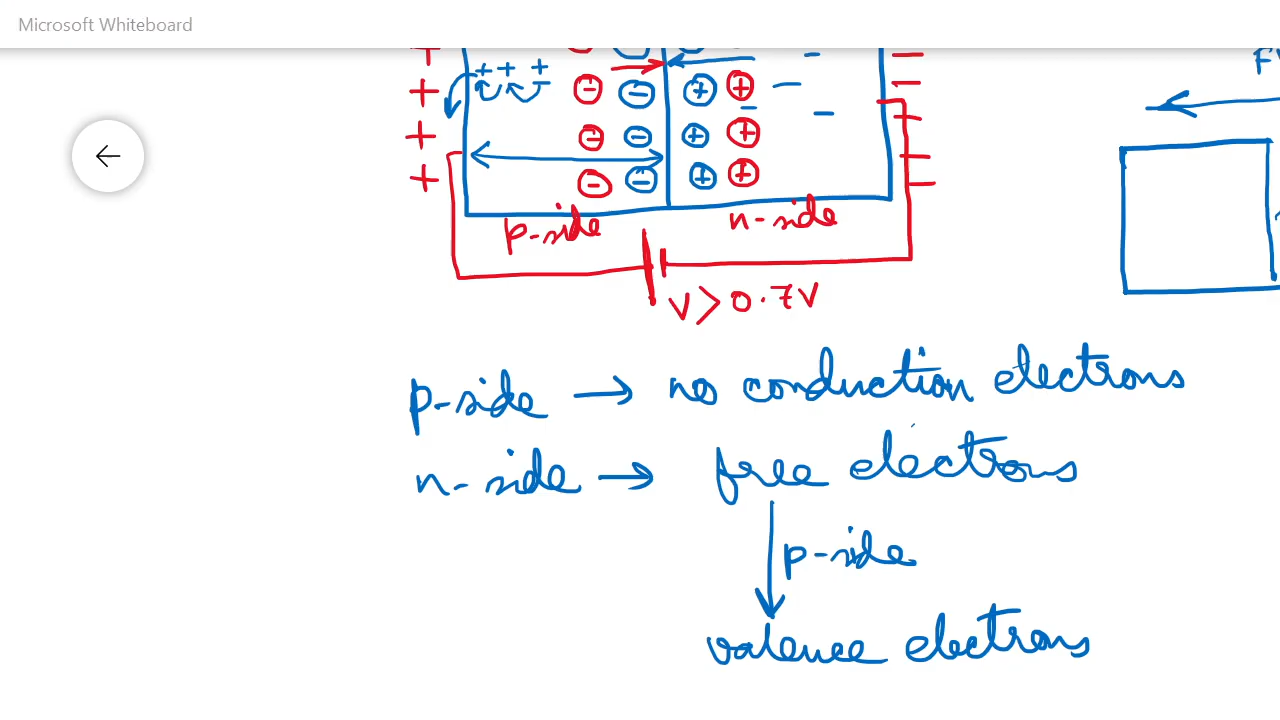 Microsoft Whiteboard
p-side n-side
V > 0.7V
p-side → no conduction electrons
n-side → free electrons
p-side
valence electrons